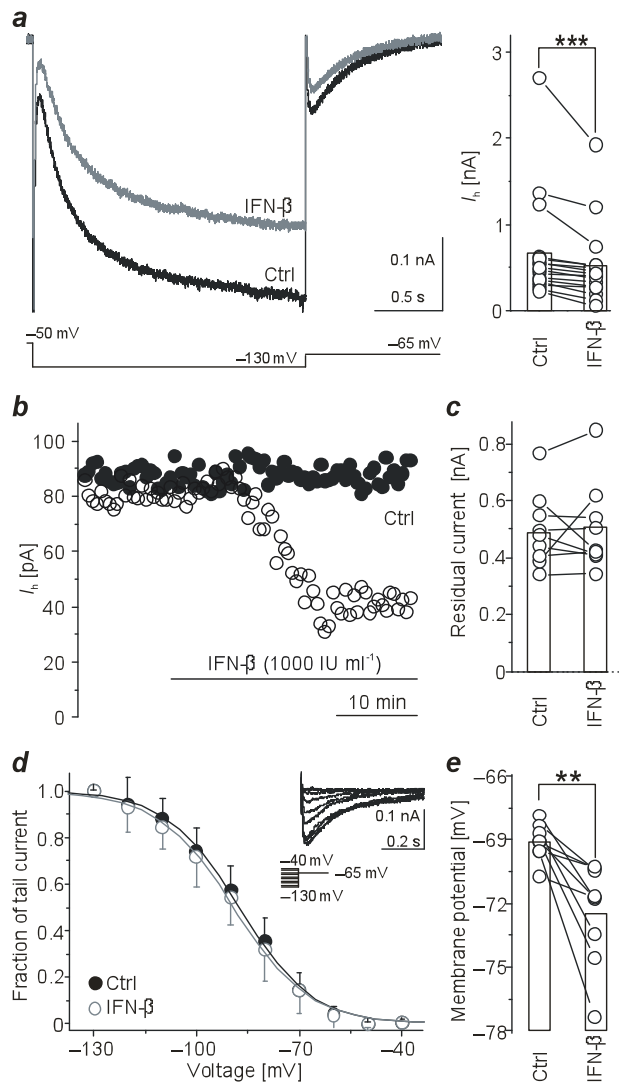 a
IFN-β
Ctrl
0.1 nA
0.5 s
–50 mV
–130 mV
–65 mV
***
3
2
1
0
Iₕ [nA]
Ctrl
IFN-β
b
100
80
60
40
20
0
Iₕ [pA]
Ctrl
IFN-β (1000 IU ml⁻¹)
10 min
c
0.8
0.6
0.4
0.2
0
Residual current [nA]
Ctrl
IFN-β
d
1.0
0.8
0.6
0.4
0.2
0
Fraction of tail current
Ctrl
IFN-β
0.1 nA
0.2 s
–40 mV
–65 mV
–130 mV
–130
–100
–70
–40
Voltage [mV]
e
**
–66
–69
–72
–75
–78
Membrane potential [mV]
Ctrl
IFN-β